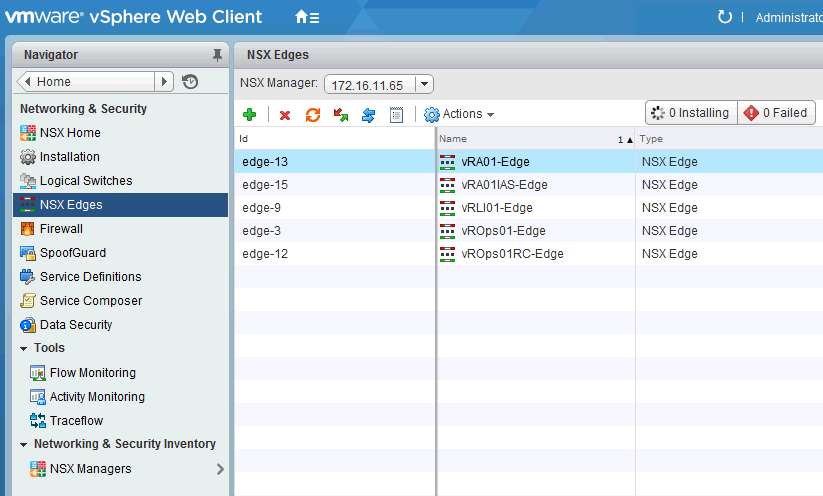 vmware® vSphere Web Client
Administrato
Navigator
Home
Networking & Security
NSX Home
Installation
Logical Switches
NSX Edges
Firewall
SpoofGuard
Service Definitions
Service Composer
Data Security
Tools
Flow Monitoring
Activity Monitoring
Traceflow
Networking & Security Inventory
NSX Managers
NSX Edges
NSX Manager: 172.16.11.65
Actions
0 Installing
0 Failed
Id Name 1 ▲ Type
edge-13 vRA01-Edge NSX Edge
edge-15 vRA01IAS-Edge NSX Edge
edge-9 vRLI01-Edge NSX Edge
edge-3 vROps01-Edge NSX Edge
edge-12 vROps01RC-Edge NSX Edge